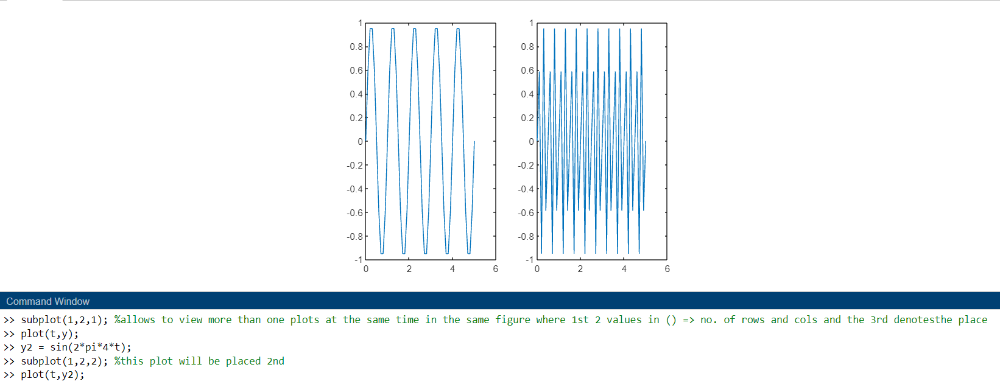 1
0.8
0.6
0.4
0.2
0
-0.2
-0.4
-0.6
-0.8
-1
0 2 4 6
1
0.8
0.6
0.4
0.2
0
-0.2
-0.4
-0.6
-0.8
-1
0 2 4 6
Command Window
>> subplot(1,2,1); %allows to view more than one plots at the same time in the same figure where 1st 2 values in () => no. of rows and cols and the 3rd denotesthe place
>> plot(t,y);
>> y2 = sin(2*pi*4*t);
>> subplot(1,2,2); %this plot will be placed 2nd
>> plot(t,y2);